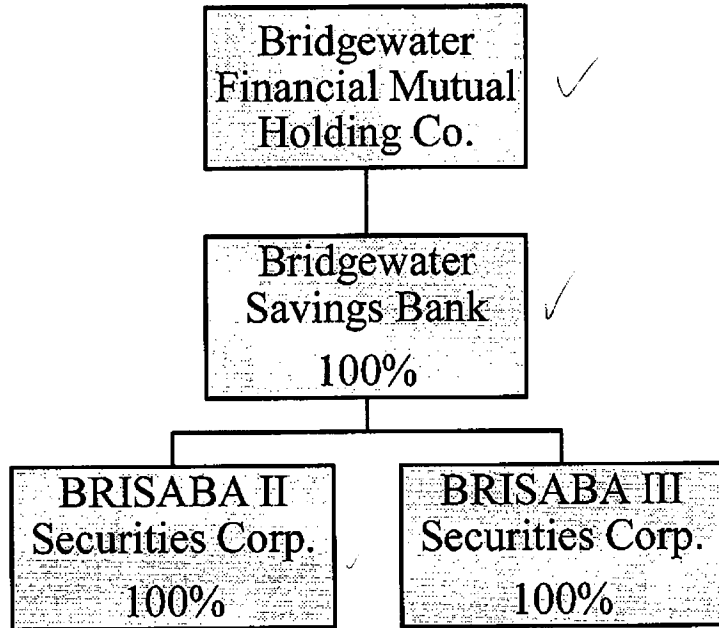 Bridgewater
Financial Mutual
Holding Co.
Bridgewater
Savings Bank
100%
BRISABA II
Securities Corp.
100%
BRISABA III
Securities Corp.
100%